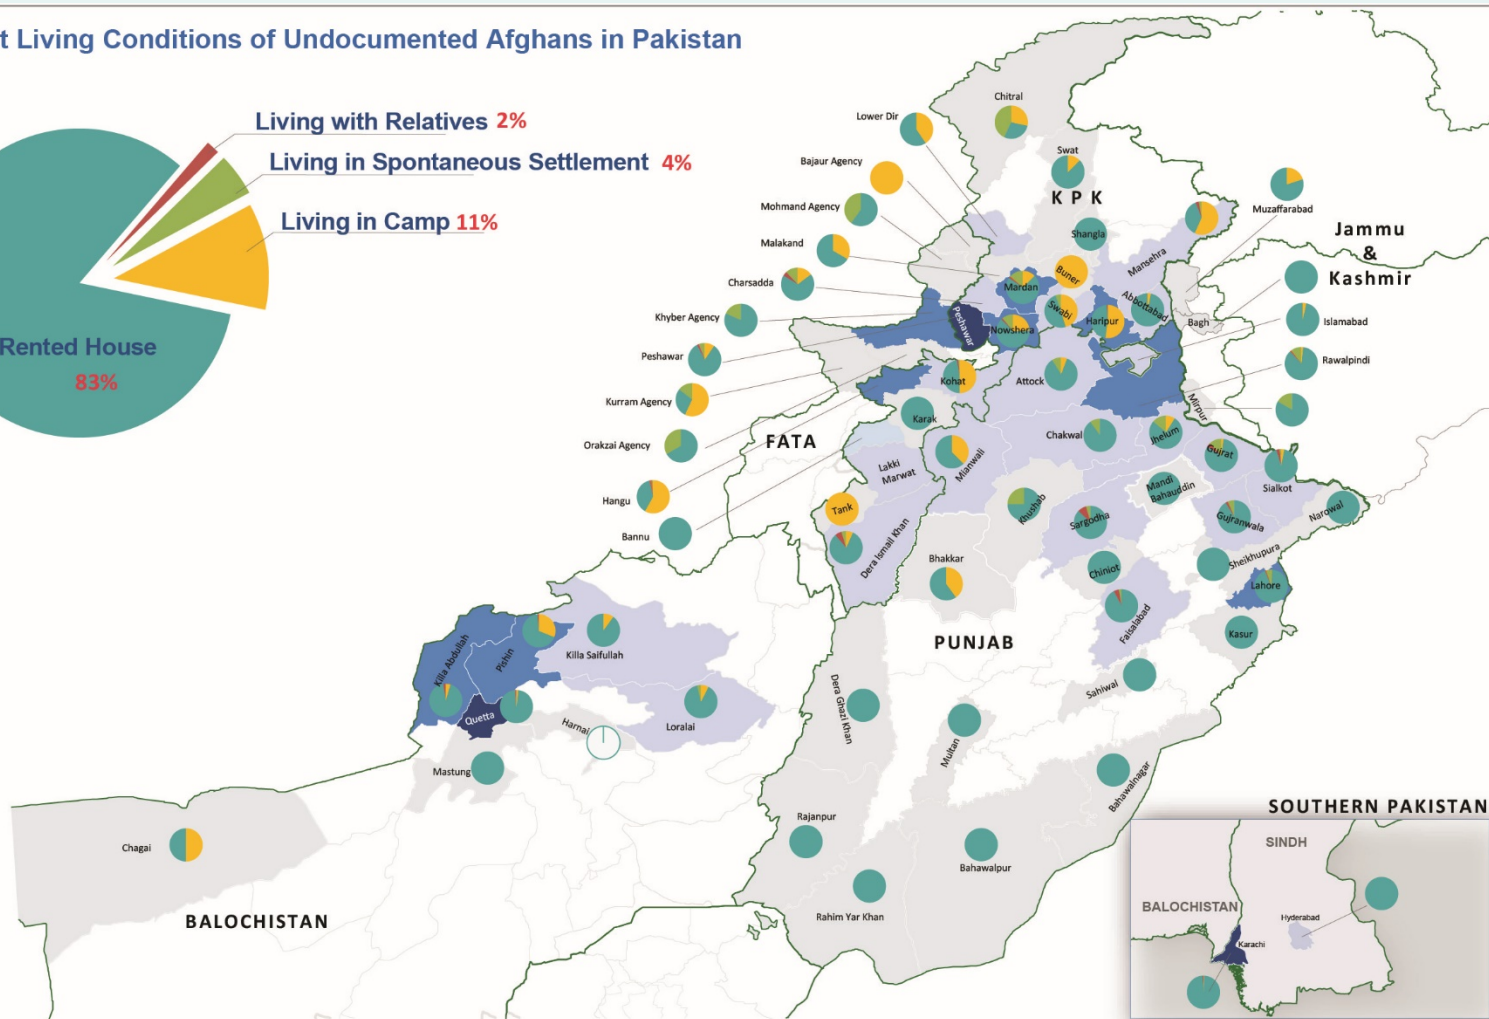 t Living Conditions of Undocumented Afghans in Pakistan
Living with Relatives 2%
Living in Spontaneous Settlement 4%
Living in Camp 11%
Rented House
83%
Chitral
Lower Dir
Swat
Bajaur Agency
KPK
Mohmand Agency
Muzaffarabad
Shangla
Jammu
&
Kashmir
Malakand
Buner
Mansehra
Charsadda
Mardan
Abbottabad
Swabi
Khyber Agency
Peshawar
Nowshera
Haripur
Bagh
Islamabad
Peshawar
Rawalpindi
Kohat
Attock
Kurram Agency
Mirpur
Karak
Orakzai Agency
FATA
Chakwal
Jhelum
Gujrat
Mianwali
Lakki
Marwat
Sialkot
Hangu
Tank
Khushab
Mandi
Bahauddin
Sargodha
Gujranwala
Narowal
Bannu
Dera Ismail Khan
Bhakkar
Chiniot
Sheikhupura
Lahore
Faisalabad
Kasur
PUNJAB
Killa Abdullah
Pishin
Killa Saifullah
Sahiwal
Dera Ghazi Khan
Quetta
Harnai
Loralai
Multan
Mastung
Bahawalnagar
Rajanpur
SOUTHERN PAKISTAN
Chagai
Bahawalpur
SINDH
BALOCHISTAN
Rahim Yar Khan
BALOCHISTAN
Hyderabad
Karachi